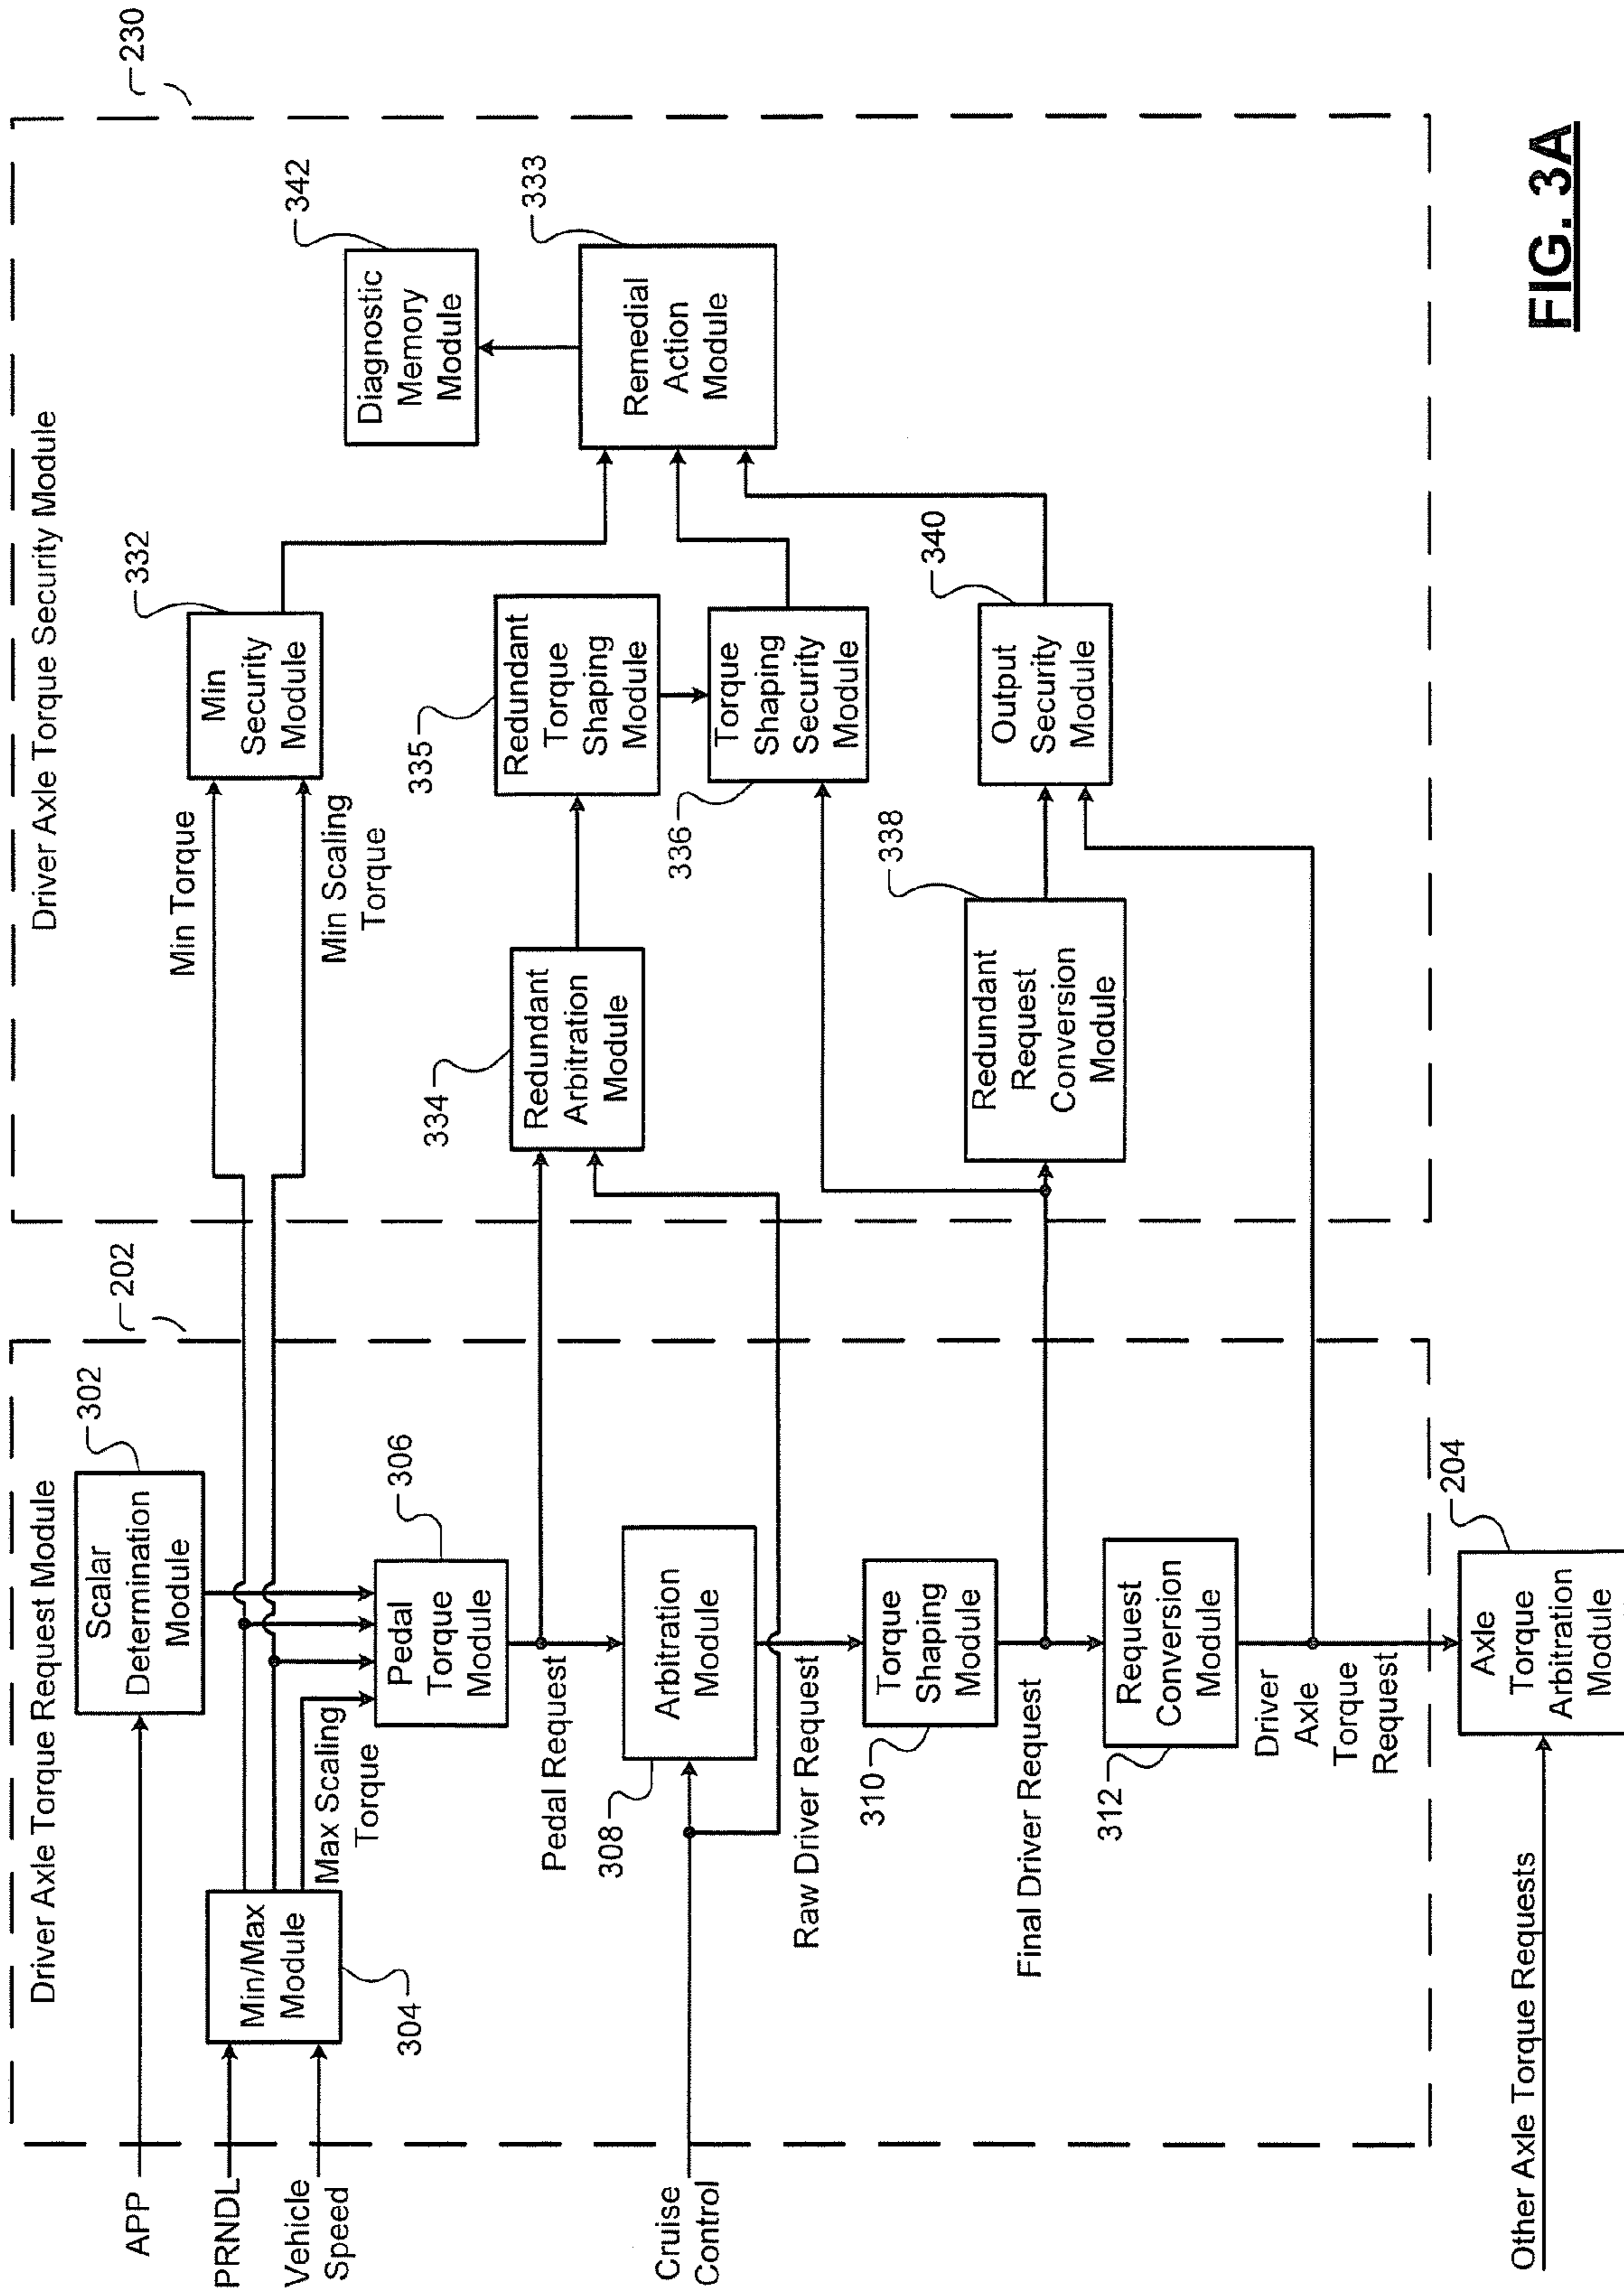 Driver Axle Torque Request Module
202
APP
PRNDL
Vehicle
Speed
Cruise
Control
Scalar
Determination
Module
302
Min/Max
Module
304
Max Scaling
Torque
Pedal
Torque
Module
306
Pedal Request
Arbitration
Module
308
Raw Driver Request
Torque
Shaping
Module
310
Final Driver Request
Request
Conversion
Module
312
Driver
Axle
Torque
Request
Other Axle Torque Requests
Axle
Torque
Arbitration
Module
204
Driver Axle Torque Security Module
230
Min Torque
Min Scaling
Torque
Min
Security
Module
332
Redundant
Arbitration
Module
334
Redundant
Torque
Shaping
Module
335
Torque
Shaping
Security
Module
336
Redundant
Request
Conversion
Module
338
Output
Security
Module
340
Remedial
Action
Module
333
Diagnostic
Memory
Module
342
FIG. 3A